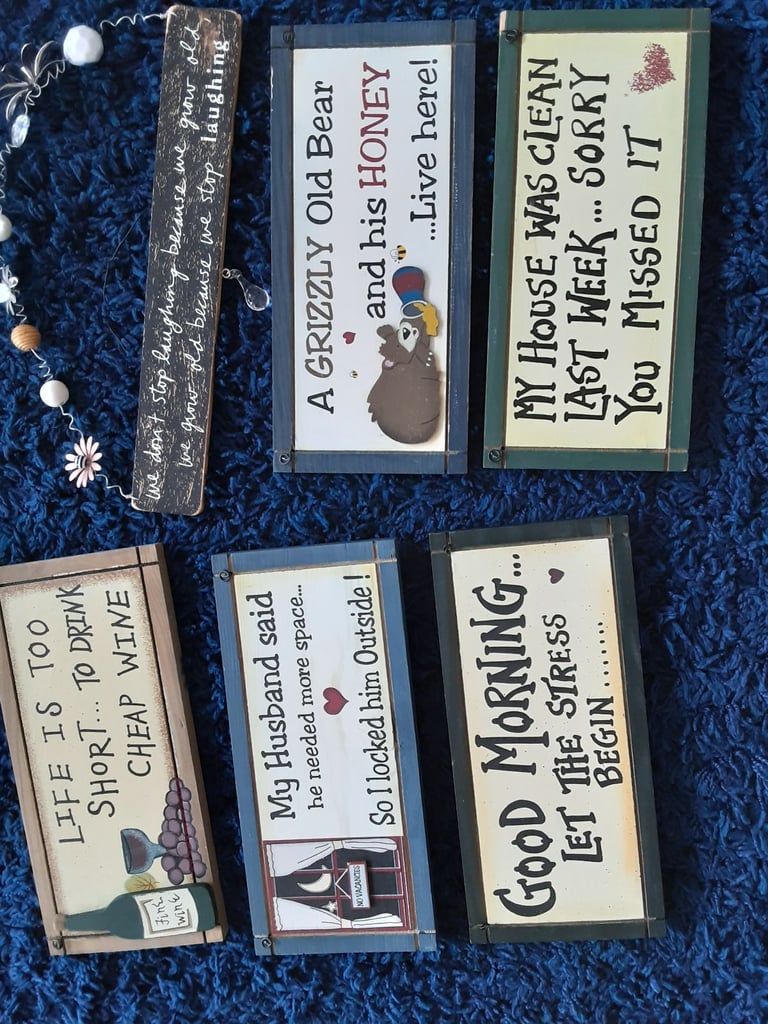 we don't stop laughing because we grow old
we grow old because we stop laughing
A GRIZZLY Old Bear
and his HONEY
...Live here!
MY HOUSE WAS CLEAN
LAST WEEK... SORRY
YOU MISSED IT
LIFE IS TOO
SHORT... TO DRINK
CHEAP WINE
Fine
Wine
My Husband said
he needed more space...
So I locked him Outside!
NO VACANCIES
GOOD MORNING...
LET THE STRESS
BEGIN.......